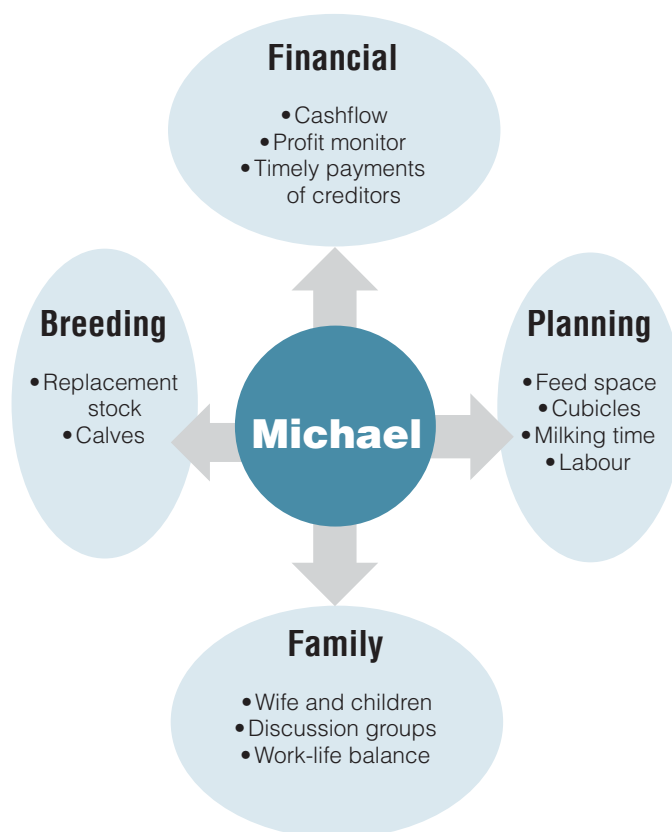 Financial
•Cashflow
•Profit monitor
•Timely payments
of creditors
Breeding
•Replacement
stock
•Calves
Michael
Planning
•Feed space
•Cubicles
•Milking time
•Labour
Family
•Wife and children
•Discussion groups
•Work-life balance